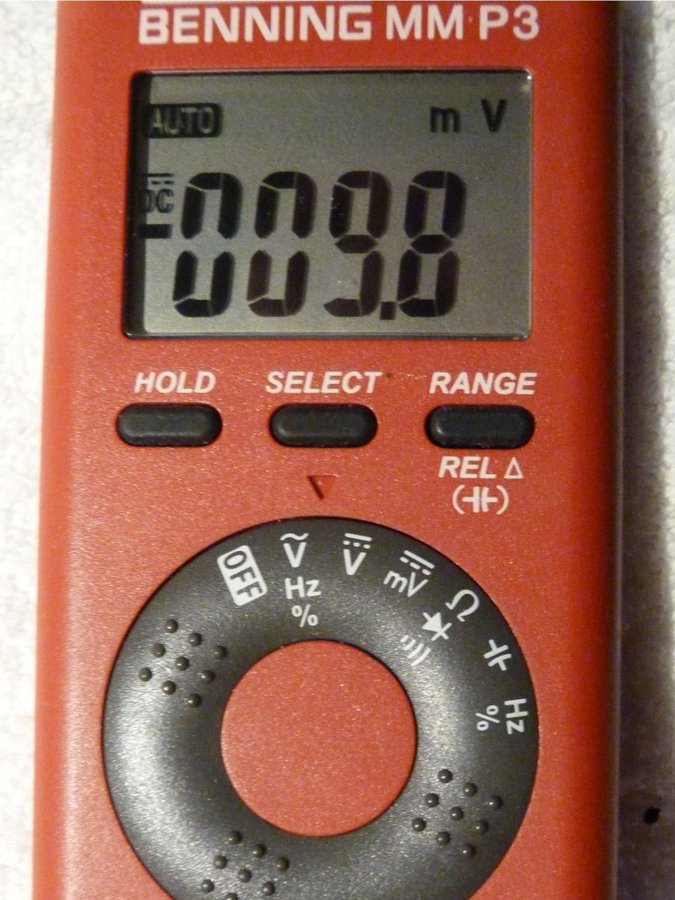 BENNING MM P3
AUTO m V
DC
-009.8
HOLD SELECT RANGE
REL Δ
OFF
V
Hz
%
V
mV
Ω
Hz
%